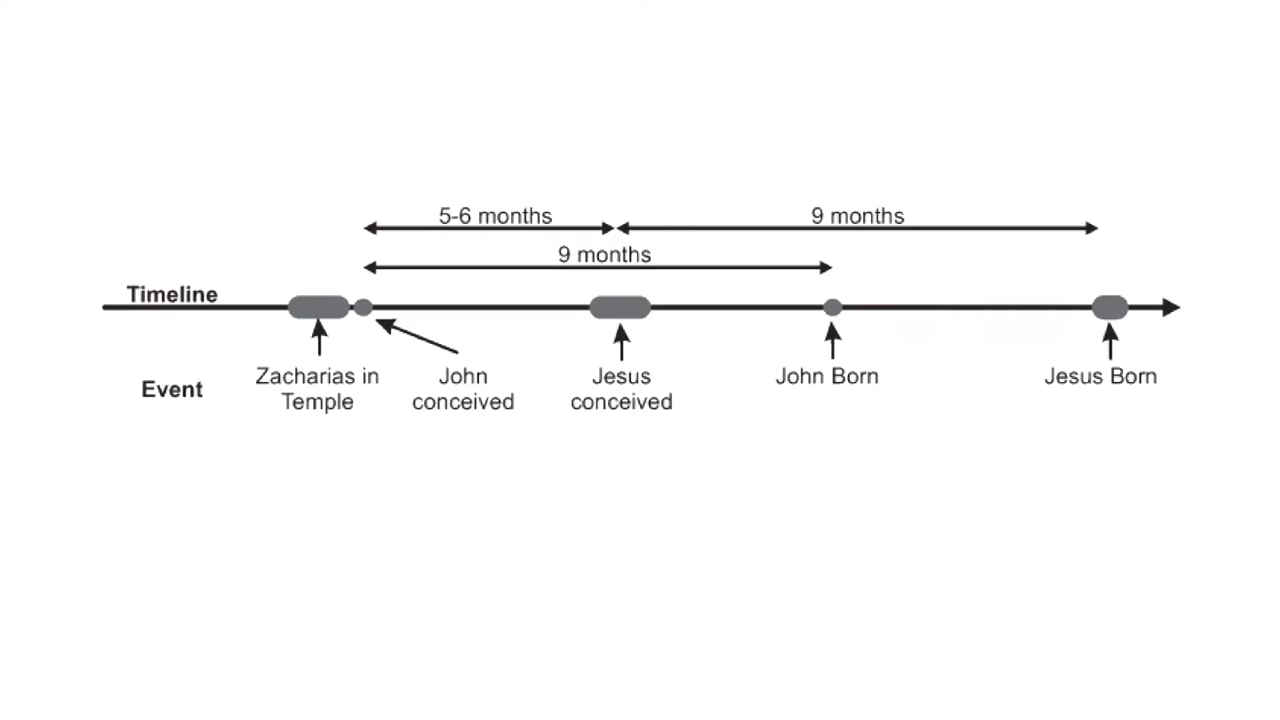 5-6 months
9 months
9 months
Timeline
Event
Zacharias in
Temple
John
conceived
Jesus
conceived
John Born
Jesus Born